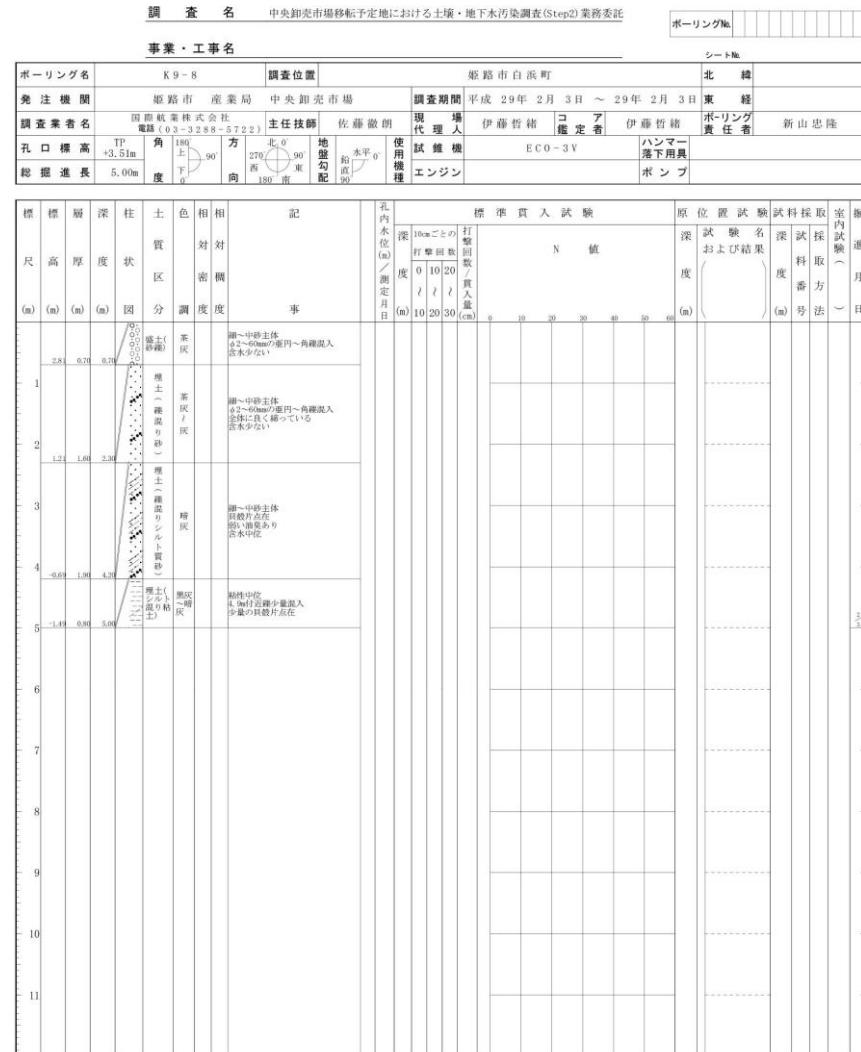 調査名 中央卸売市場移転予定地における土壌・地下水汚染調査(Step2)業務委託
ボーリングNo.
事業・工事名
シートNo.
ボーリング名 K9-8 調査位置 姫路市白浜町 北緯
発注機関 姫路市 産業局 中央卸売市場 調査期間 平成 29年 2月 3日 ~ 29年 2月 3日 東経
調査業者名 国際航業株式会社 電話(03-3288-5722) 主任技師 佐藤徹朗 現場代理人 伊藤哲緒 コア鑑定者 伊藤哲緒 ボーリング責任者 新山忠隆
孔口標高 TP +3.51m 角度 180° 上 90° 下 0° 方向 北 0° 270° 西 90° 東 180° 南 地盤勾配 水平 0° 鉛直 90° 使用機種 試錐機 ECO-3V ハンマー落下用具
総掘進長 5.00m エンジン ポンプ
標尺(m) 標高(m) 層厚(m) 深度(m) 柱状図 土質区分 色調 相対密度 相対稠度 記事 孔内水位(m)/測定月日 標準貫入試験 原位置試験 試料採取 室内試験( ) 掘進月日
深度(m) 10cmごとの打撃回数 0~10 10~20 20~30 打撃回数/貫入量(cm) N値 深度(m) 試験名および結果 深度(m) 試料番号 採取方法
0 10 20 30 40 50 60
2.81 0.70 0.70 盛土(砂礫) 茶灰 細~中砂主体
φ2~60mmの亜円~角礫混入
含水少ない
1
1.21 1.60 2.30 埋土(礫混り砂) 茶灰~灰 細~中砂主体
φ2~60mmの亜円~角礫混入
全体に良く締っている
含水少ない
2
3
-0.69 1.90 4.20 埋土(礫混りシルト質砂) 暗灰 細~中砂主体
貝殻片点在
弱い油臭あり
含水中位
4
-1.49 0.80 5.00 埋土(シルト混り粘土) 黒灰~暗灰 粘性中位
4.9m付近礫少量混入
少量の貝殻片点在
5
6
7
8
9
10
11